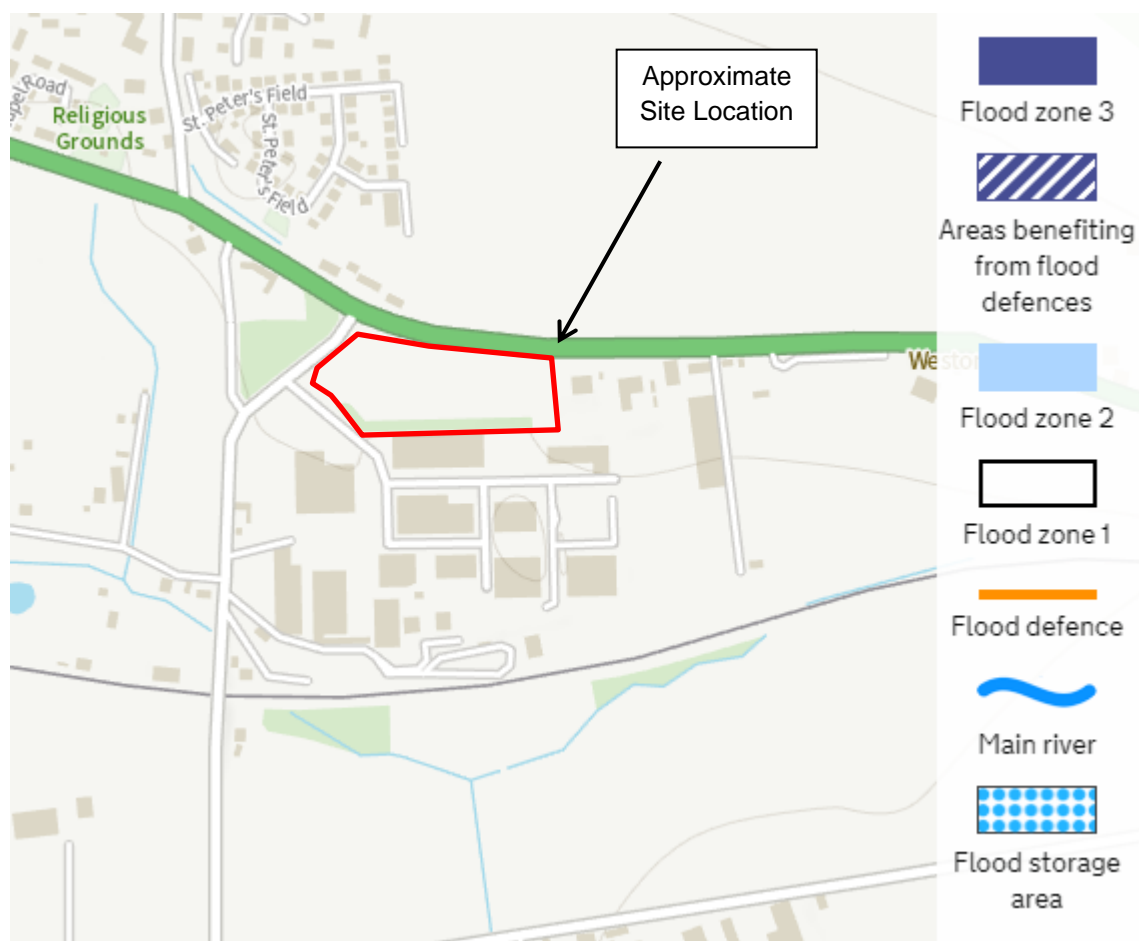 Approximate
Site Location
Road
Religious
Grounds
St. Peter's Field
St. Peter's Field
Flood zone 3
Areas benefiting
from flood
defences
Flood zone 2
Flood zone 1
Flood defence
Main river
Flood storage
area